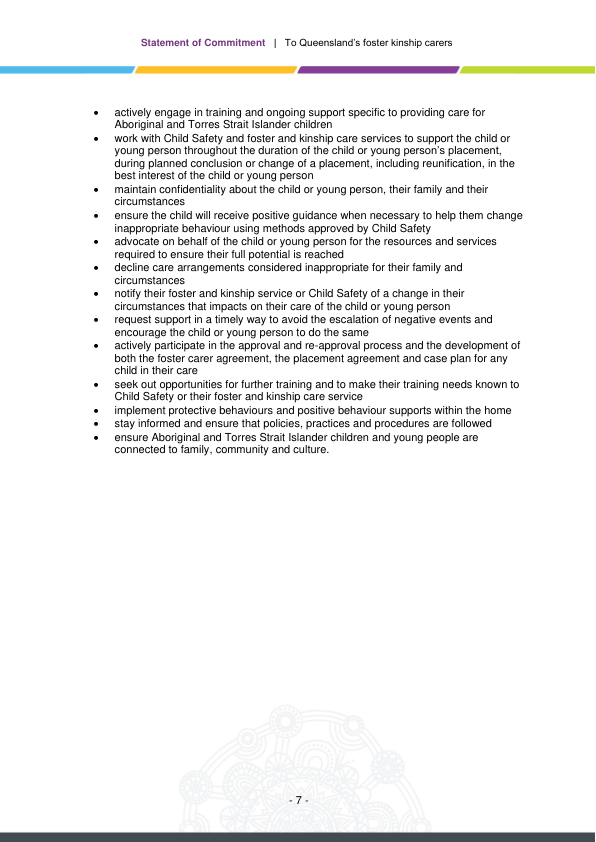 Statement of Commitment | To Queensland's foster kinship carers
• actively engage in training and ongoing support specific to providing care for
Aboriginal and Torres Strait Islander children
• work with Child Safety and foster and kinship care services to support the child or
young person throughout the duration of the child or young person's placement,
during planned conclusion or change of a placement, including reunification, in the
best interest of the child or young person
• maintain confidentiality about the child or young person, their family and their
circumstances
• ensure the child will receive positive guidance when necessary to help them change
inappropriate behaviour using methods approved by Child Safety
• advocate on behalf of the child or young person for the resources and services
required to ensure their full potential is reached
• decline care arrangements considered inappropriate for their family and
circumstances
• notify their foster and kinship service or Child Safety of a change in their
circumstances that impacts on their care of the child or young person
• request support in a timely way to avoid the escalation of negative events and
encourage the child or young person to do the same
• actively participate in the approval and re-approval process and the development of
both the foster carer agreement, the placement agreement and case plan for any
child in their care
• seek out opportunities for further training and to make their training needs known to
Child Safety or their foster and kinship care service
• implement protective behaviours and positive behaviour supports within the home
• stay informed and ensure that policies, practices and procedures are followed
• ensure Aboriginal and Torres Strait Islander children and young people are
connected to family, community and culture.
- 7 -